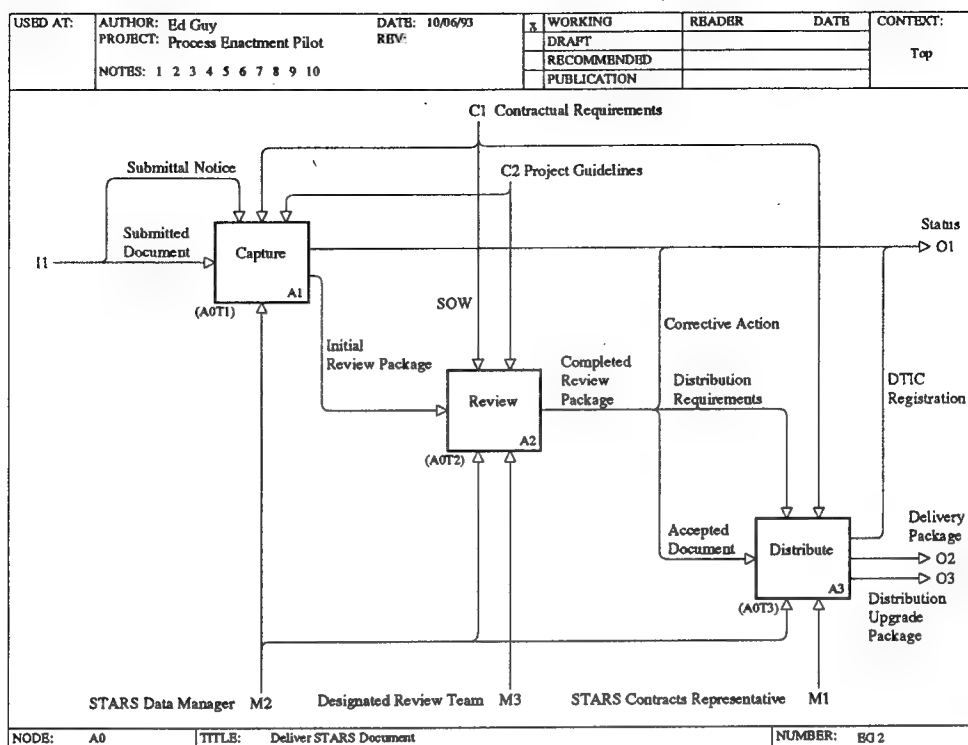 USED AT:
AUTHOR: Ed Guy
DATE: 10/06/93
PROJECT: Process Enactment Pilot
REV:
NOTES: 1 2 3 4 5 6 7 8 9 10
x WORKING
DRAFT
RECOMMENDED
PUBLICATION
READER DATE
CONTEXT:
Top
C1 Contractual Requirements
Submittal Notice
C2 Project Guidelines
Submitted
Document
I1
Capture
A1
(A0T1)
Status
O1
SOW
Corrective Action
Initial
Review Package
Completed
Review
Package
Distribution
Requirements
DTIC
Registration
Review
A2
(A0T2)
Accepted
Document
Distribute
A3
(A0T3)
Delivery
Package
O2
O3
Distribution
Upgrade
Package
STARS Data Manager M2
Designated Review Team M3
STARS Contracts Representative M1
NODE: A0
TITLE: Deliver STARS Document
NUMBER: EG 2